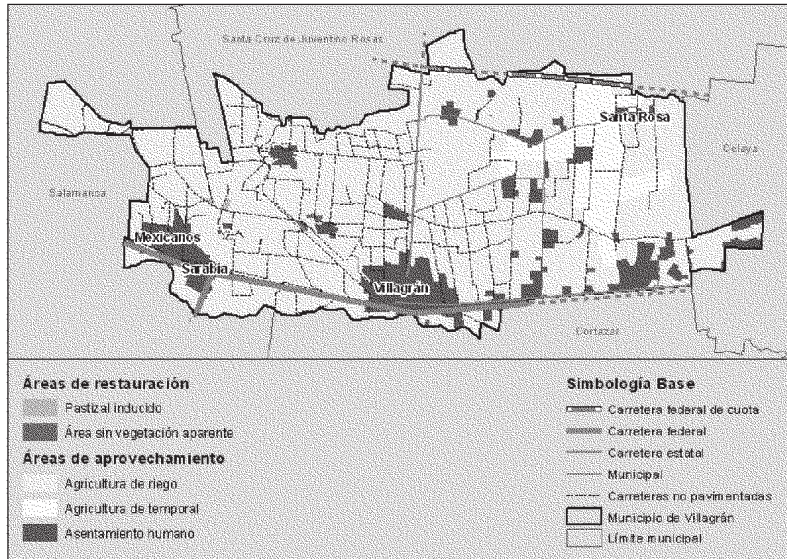 Santa Cruz de Juventino Rosas
Santa Rosa
Celaya
Salamanca
Mexicanos
Sarabia
Villagrán
Cortazar
Áreas de restauración
Pastizal inducido
Área sin vegetación aparente
Áreas de aprovechamiento
Agricultura de riego
Agricultura de temporal
Asentamiento humano
Simbología Base
Carretera federal de cuota
Carretera federal
Carretera estatal
Municipal
Carreteras no pavimentadas
Municipio de Villagrán
Límite municipal